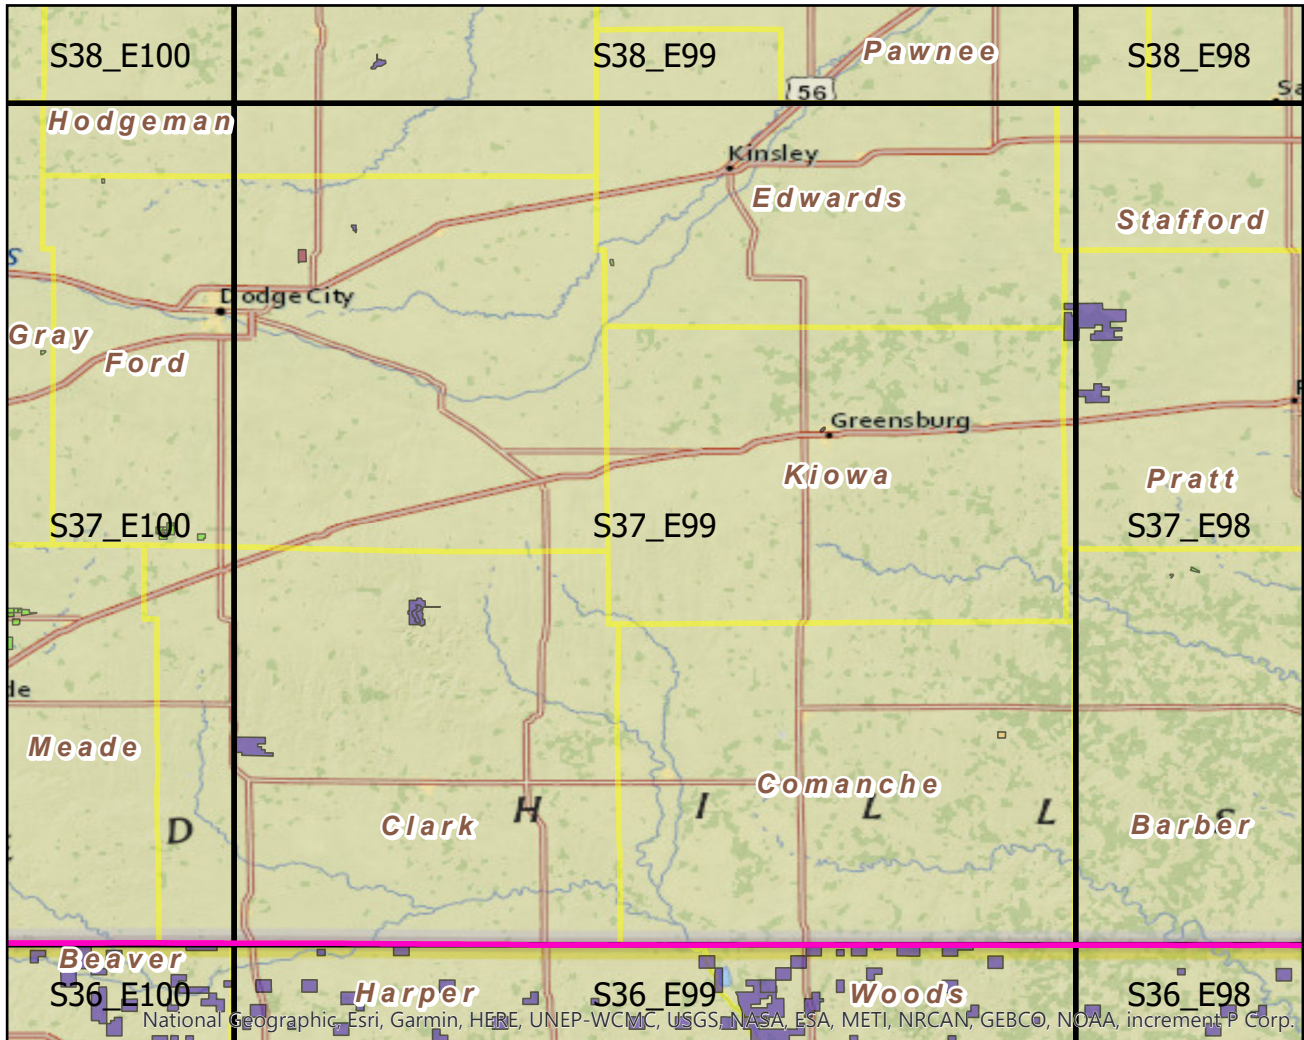 S38_E100
S38_E99
Pawnee
S38_E98
56
Sa
Hodgeman
Kinsley
Edwards
Stafford
s
Dodge City
Gray
Ford
Greensburg
Kiowa
Pratt
S37_E100
S37_E99
S37_E98
de
Meade
Comanche
D
H
I
L
L
S
Clark
Barber
Beaver
S36_E100
Harper
S36_E99
Woods
S36_E98
National Geographic, Esri, Garmin, HERE, UNEP-WCMC, USGS, NASA, ESA, METI, NRCAN, GEBCO, NOAA, increment P Corp.